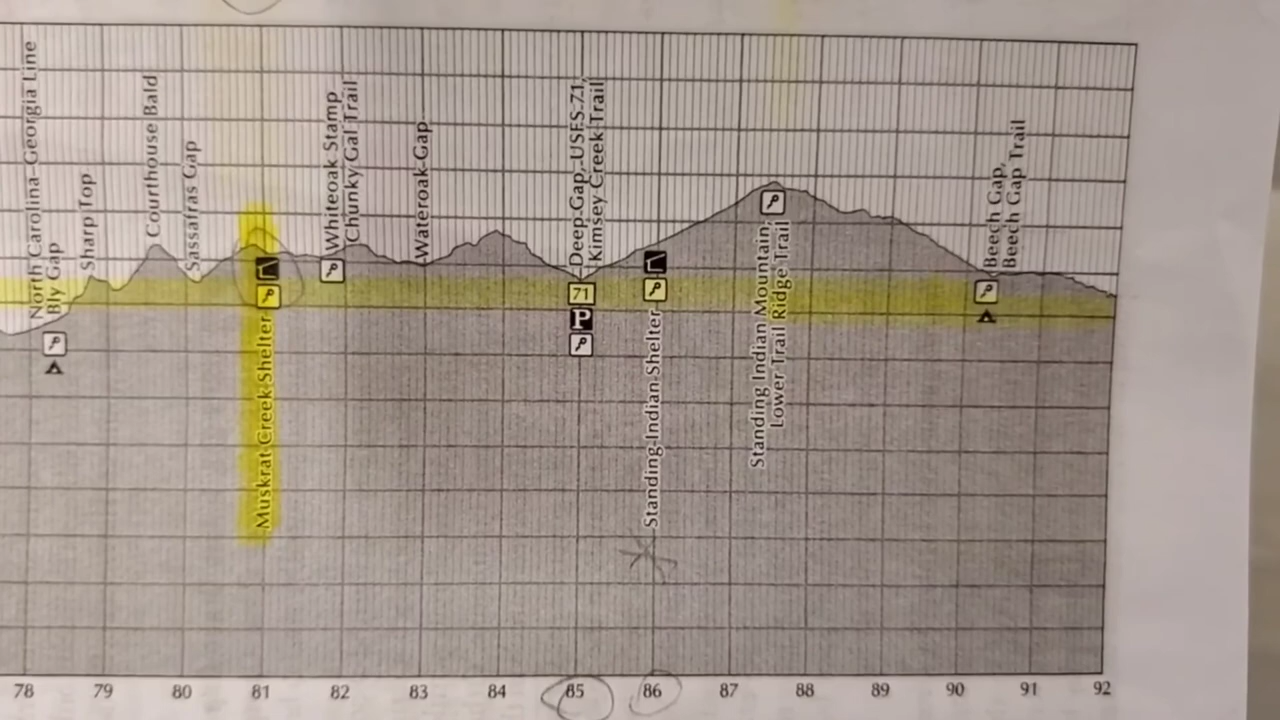 North Carolina–Georgia Line
Bly Gap
Sharp Top
Courthouse Bald
Sassafras Gap
Muskrat Creek Shelter
Whiteoak Stamp
Chunky Gal Trail
Wateroak Gap
Deep Gap, USFS 71,
Kimsey Creek Trail
71
P
Standing Indian Shelter
Standing Indian Mountain,
Lower Trail Ridge Trail
Beech Gap,
Beech Gap Trail
78 79 80 81 82 83 84 85 86 87 88 89 90 91 92